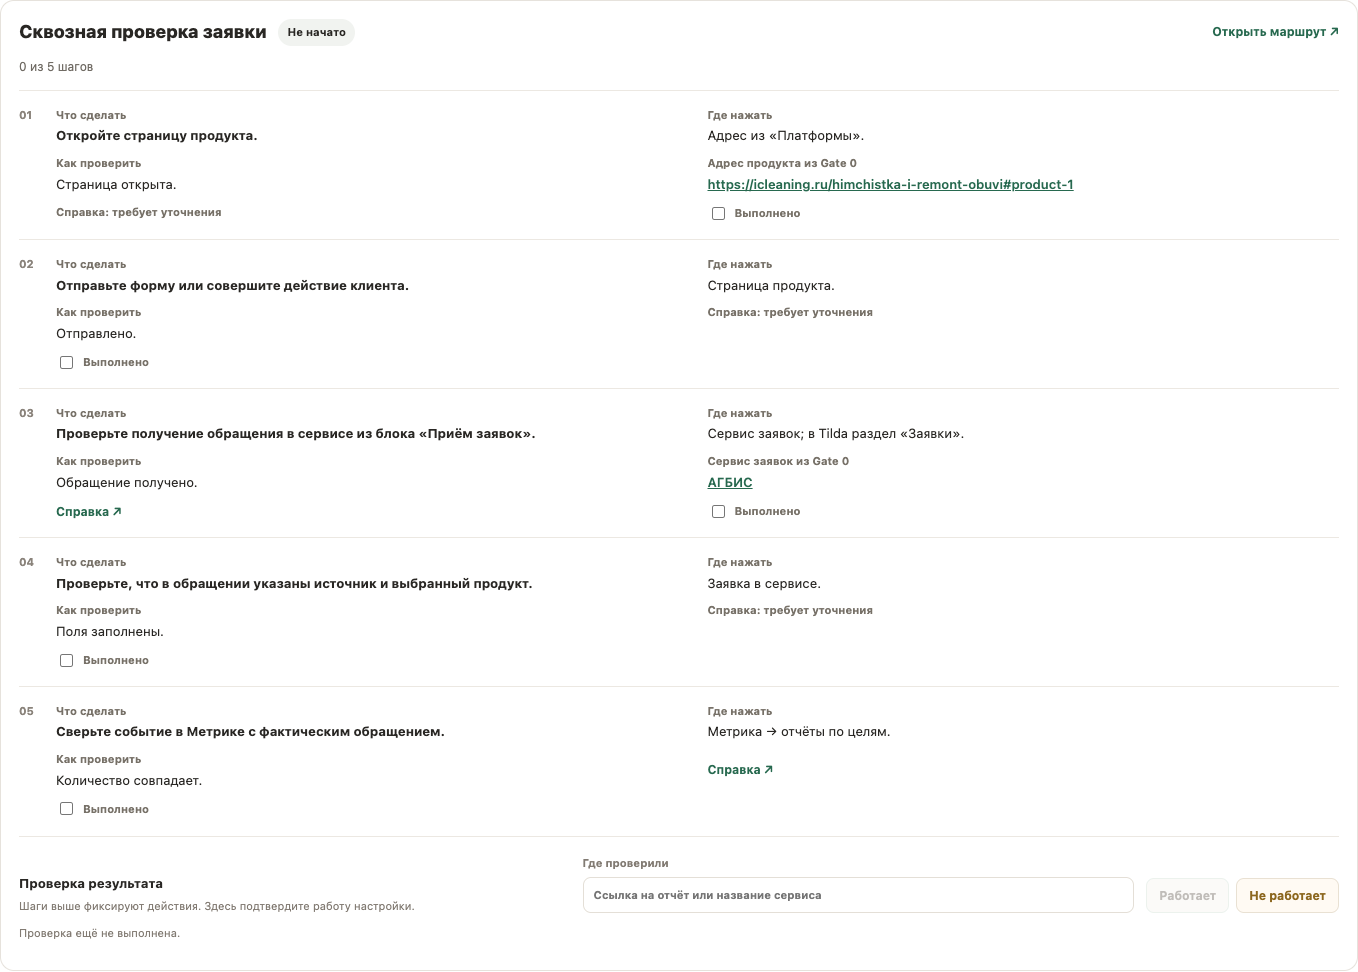 Сквозная проверка заявки
Не начато
Открыть маршрут ↗
0 из 5 шагов
01
Что сделать
Откройте страницу продукта.
Как проверить
Страница открыта.
Справка: требует уточнения
Где нажать
Адрес из «Платформы».
Адрес продукта из Gate 0
https://icleaning.ru/himchistka-i-remont-obuvi#product-1
Выполнено
02
Что сделать
Отправьте форму или совершите действие клиента.
Как проверить
Отправлено.
Выполнено
Где нажать
Страница продукта.
Справка: требует уточнения
03
Что сделать
Проверьте получение обращения в сервисе из блока «Приём заявок».
Как проверить
Обращение получено.
Справка ↗
Где нажать
Сервис заявок; в Tilda раздел «Заявки».
Сервис заявок из Gate 0
АГБИС
Выполнено
04
Что сделать
Проверьте, что в обращении указаны источник и выбранный продукт.
Как проверить
Поля заполнены.
Выполнено
Где нажать
Заявка в сервисе.
Справка: требует уточнения
05
Что сделать
Сверьте событие в Метрике с фактическим обращением.
Как проверить
Количество совпадает.
Выполнено
Где нажать
Метрика → отчёты по целям.
Справка ↗
Проверка результата
Шаги выше фиксируют действия. Здесь подтвердите работу настройки.
Проверка ещё не выполнена.
Где проверили
Ссылка на отчёт или название сервиса
Работает
Не работает